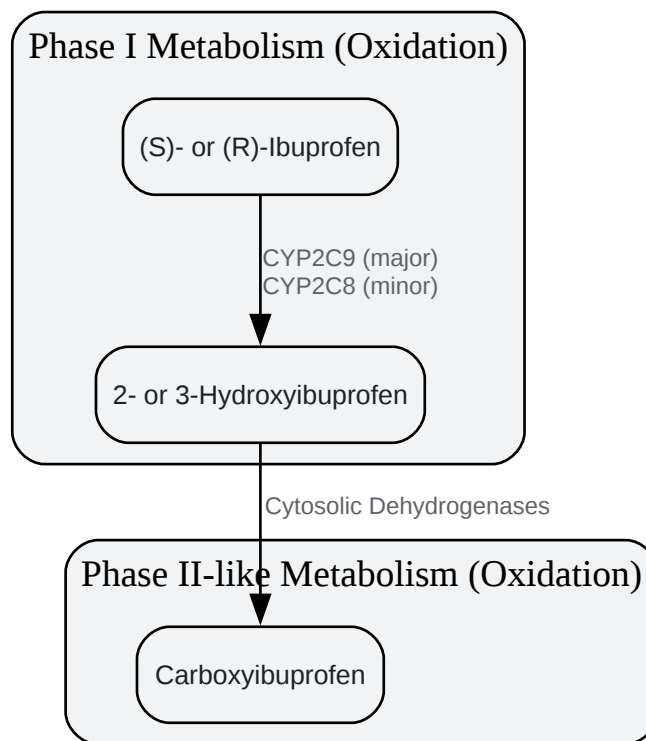 Phase I Metabolism (Oxidation)
(S)- or (R)-Ibuprofen
CYP2C9 (major)
CYP2C8 (minor)
2- or 3-Hydroxyibuprofen
Cytosolic Dehydrogenases
Phase II-like Metabolism (Oxidation)
Carboxyibuprofen